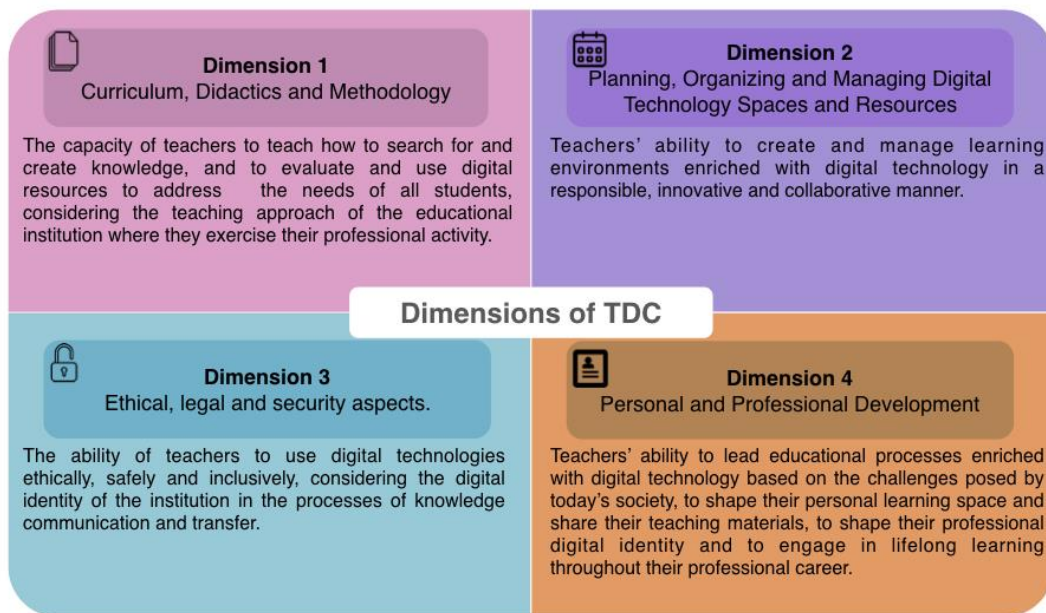 Dimension 1
Curriculum, Didactics and Methodology
The capacity of teachers to teach how to search for and
create knowledge, and to evaluate and use digital
resources to address the needs of all students,
considering the teaching approach of the educational
institution where they exercise their professional activity.
Dimension 2
Planning, Organizing and Managing Digital
Technology Spaces and Resources
Teachers' ability to create and manage learning
environments enriched with digital technology in a
responsible, innovative and collaborative manner.
Dimensions of TDC
Dimension 3
Ethical, legal and security aspects.
The ability of teachers to use digital technologies
ethically, safely and inclusively, considering the digital
identity of the institution in the processes of knowledge
communication and transfer.
Dimension 4
Personal and Professional Development
Teachers' ability to lead educational processes enriched
with digital technology based on the challenges posed by
today's society, to shape their personal learning space and
share their teaching materials, to shape their professional
digital identity and to engage in lifelong learning
throughout their professional career.